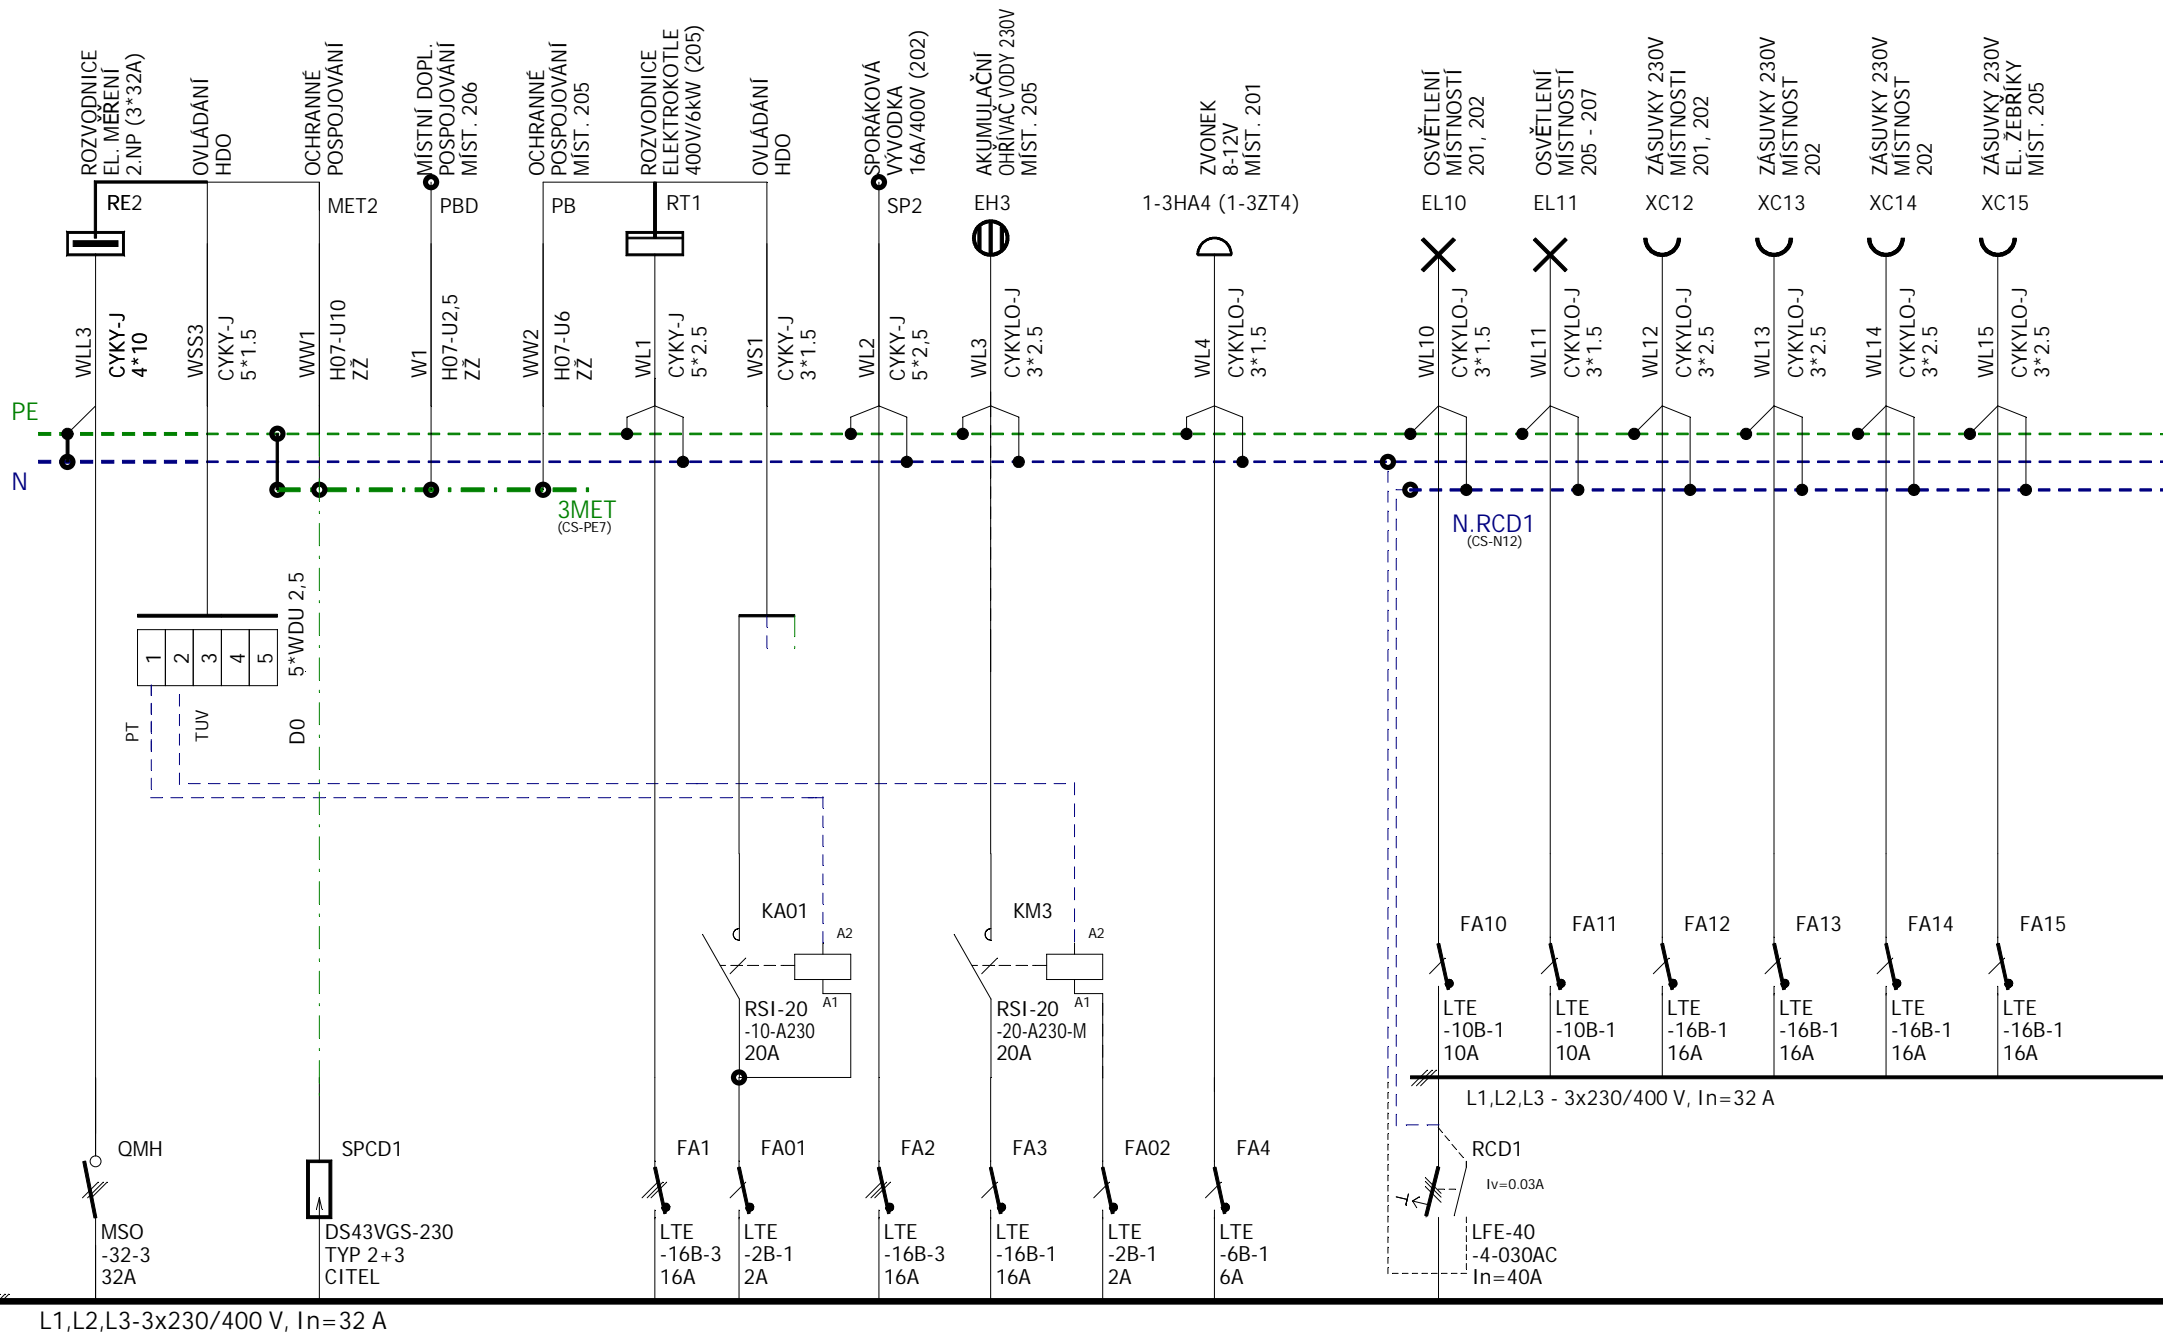 ROZVODNICE
EL. MĚŘENÍ
2.NP (3*32A)
OVLÁDÁNÍ
HDO
OCHRANNÉ
POSPOJOVÁNÍ
MÍSTNÍ DOPL.
POSPOJOVÁNÍ
MÍST. 206
OCHRANNÉ
POSPOJOVÁNÍ
MÍST. 205
ROZVODNICE
ELEKTROKOTLE
400V/6kW (205)
OVLÁDÁNÍ
HDO
SPORÁKOVÁ
VÝVODKA
16A/400V (202)
AKUMULAČNÍ
OHŘÍVAČ VODY 230V
MÍST. 205
ZVONEK
8-12V
MÍST. 201
OSVĚTLENÍ
MÍSTNOSTÍ
201, 202
OSVĚTLENÍ
MÍSTNOSTÍ
205 - 207
ZÁSUVKY 230V
MÍSTNOSTI
201, 202
ZÁSUVKY 230V
MÍSTNOST
202
ZÁSUVKY 230V
MÍSTNOST
202
ZÁSUVKY 230V
EL. ŽEBŘÍKY
MÍST. 205
RE2
MET2
PBD
PB
RT1
SP2
EH3
1-3HA4 (1-3ZT4)
EL10
EL11
XC12
XC13
XC14
XC15
WLL3
CYKY-J
4*10
WSS3
CYKY-J
5*1.5
WW1
H07-U10
ZŽ
W1
H07-U2,5
ZŽ
WW2
H07-U6
ZŽ
WL1
CYKY-J
5*2.5
WS1
CYKY-J
3*1.5
WL2
CYKY-J
5*2,5
WL3
CYKYLO-J
3*2.5
WL4
CYKYLO-J
3*1.5
WL10
CYKYLO-J
3*1.5
WL11
CYKYLO-J
3*1.5
WL12
CYKYLO-J
3*2.5
WL13
CYKYLO-J
3*2.5
WL14
CYKYLO-J
3*2.5
WL15
CYKYLO-J
3*2.5
PE
N
3MET
(CS-PE7)
N.RCD1
(CS-N12)
1
2
3
4
5
5*WDU 2,5
PT
TUV
D0
KA01
A2
A1
RSI-20
-10-A230
20A
KM3
A2
A1
RSI-20
-20-A230-M
20A
FA10
LTE
-10B-1
10A
FA11
LTE
-10B-1
10A
FA12
LTE
-16B-1
16A
FA13
LTE
-16B-1
16A
FA14
LTE
-16B-1
16A
FA15
LTE
-16B-1
16A
L1,L2,L3 - 3x230/400 V, In=32 A
QMH
MSO
-32-3
32A
SPCD1
DS43VGS-230
TYP 2+3
CITEL
FA1
LTE
-16B-3
16A
FA01
LTE
-2B-1
2A
FA2
LTE
-16B-3
16A
FA3
LTE
-16B-1
16A
FA02
LTE
-2B-1
2A
FA4
LTE
-6B-1
6A
RCD1
Iv=0.03A
LFE-40
-4-030AC
In=40A
L1,L2,L3-3x230/400 V, In=32 A